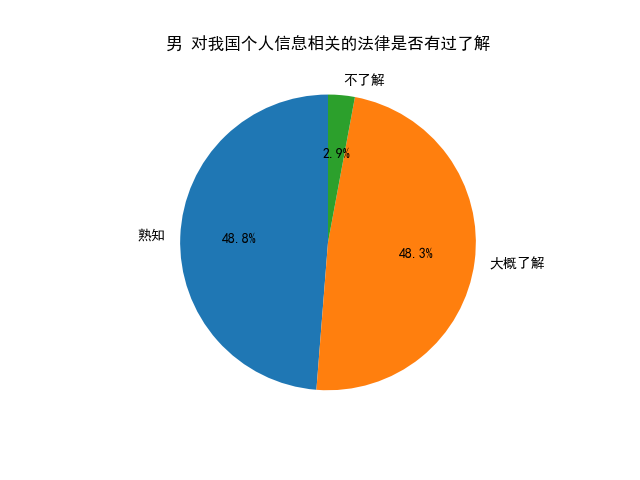 男 对我国个人信息相关的法律是否有过了解
不了解
2.9%
熟知
48.8%
48.3%
大概了解